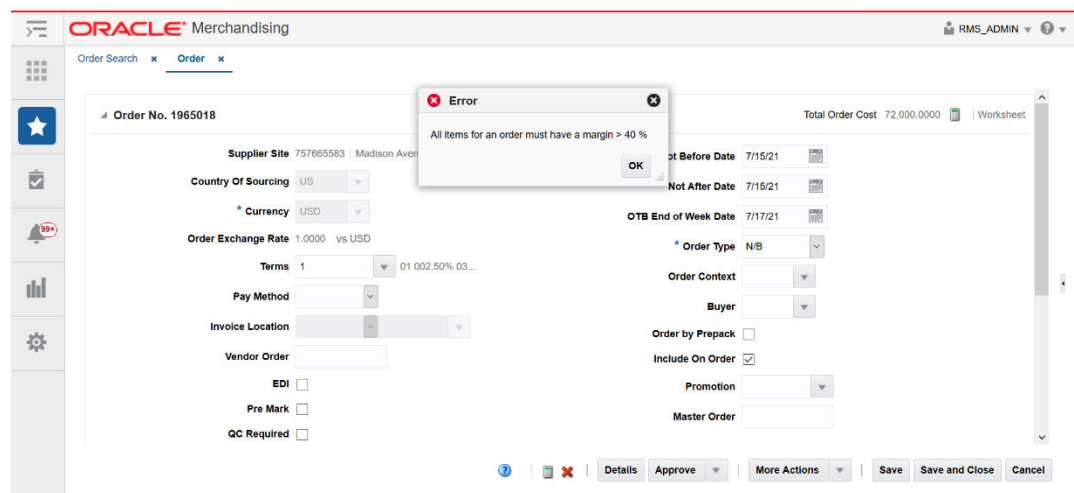 ORACLE Merchandising
RMS_ADMIN
Order Search
Order
Error
All items for an order must have a margin > 40 %
OK
Order No. 1965018
Total Order Cost 72,000.0000 | Worksheet
Supplier Site 757665583 | Madison Aven
ot Before Date 7/15/21
Country Of Sourcing US
Not After Date 7/15/21
* Currency USD
OTB End of Week Date 7/17/21
99+
Order Exchange Rate 1.0000 vs USD
* Order Type N/B
Terms 1 01 002.50% 03...
Order Context
Pay Method
Buyer
Invoice Location
Order by Prepack
Vendor Order
Include On Order
EDI
Promotion
Pre Mark
Master Order
QC Required
Details Approve More Actions Save Save and Close Cancel